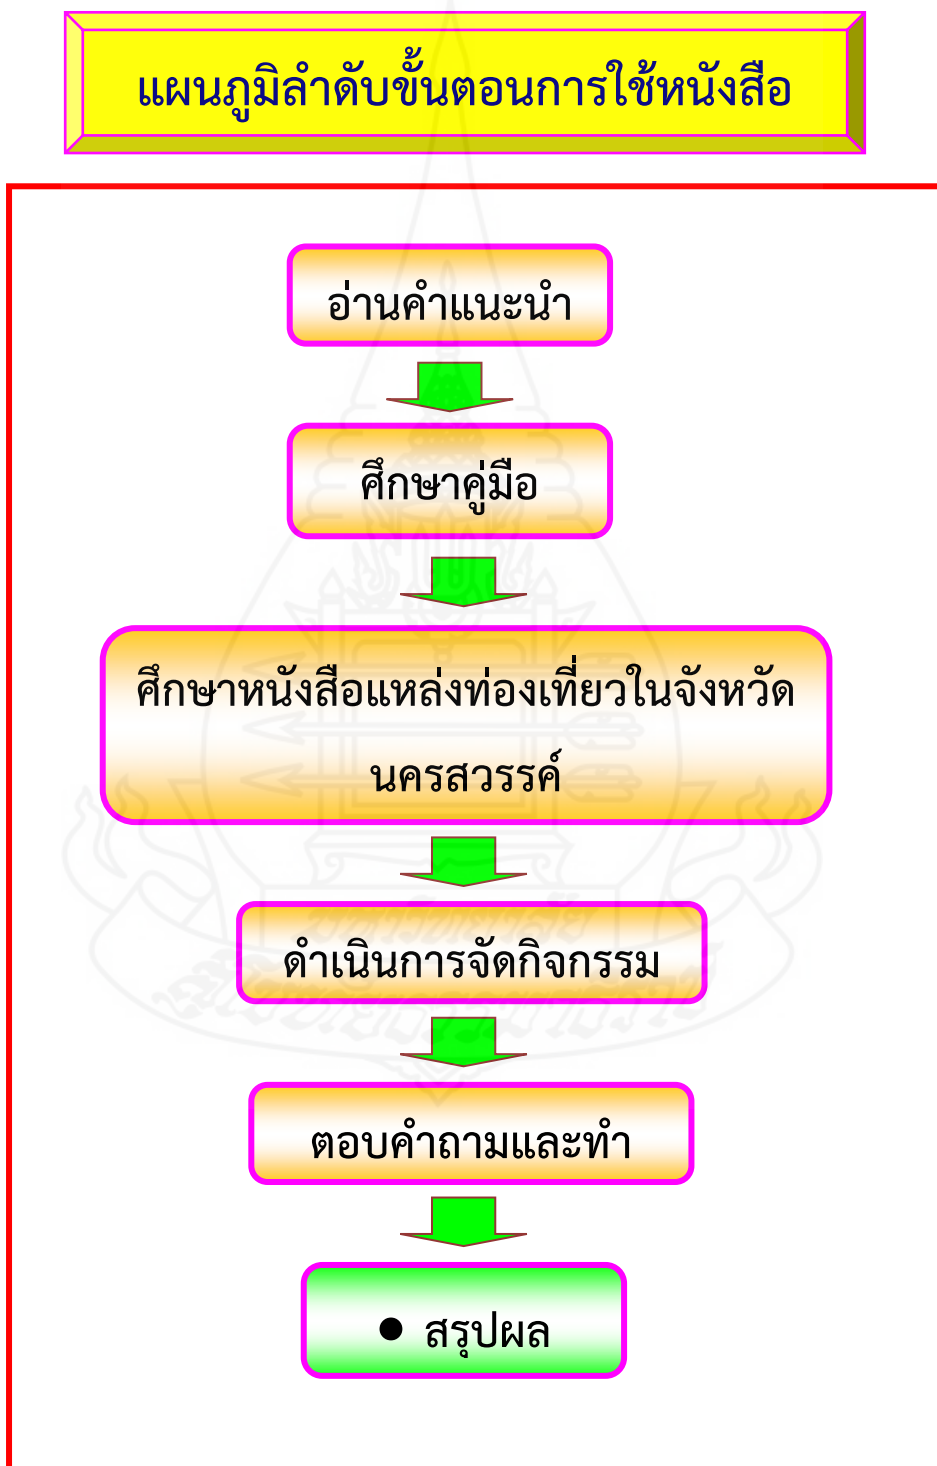 แผนภูมิลำดับขั้นตอนการใช้หนังสือ
อ่านคำแนะนำ
ศึกษาคู่มือ
ศึกษาหนังสือแหล่งท่องเที่ยวในจังหวัด
นครสวรรค์
ดำเนินการจัดกิจกรรม
ตอบคำถามและทำ
● สรุปผล